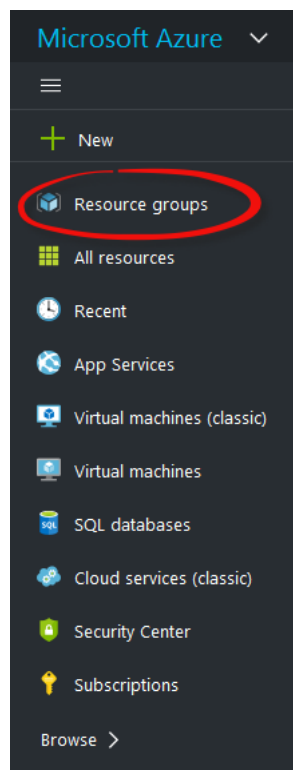 Microsoft Azure
New
Resource groups
All resources
Recent
App Services
Virtual machines (classic)
Virtual machines
SQL
SQL databases
Cloud services (classic)
Security Center
Subscriptions
Browse